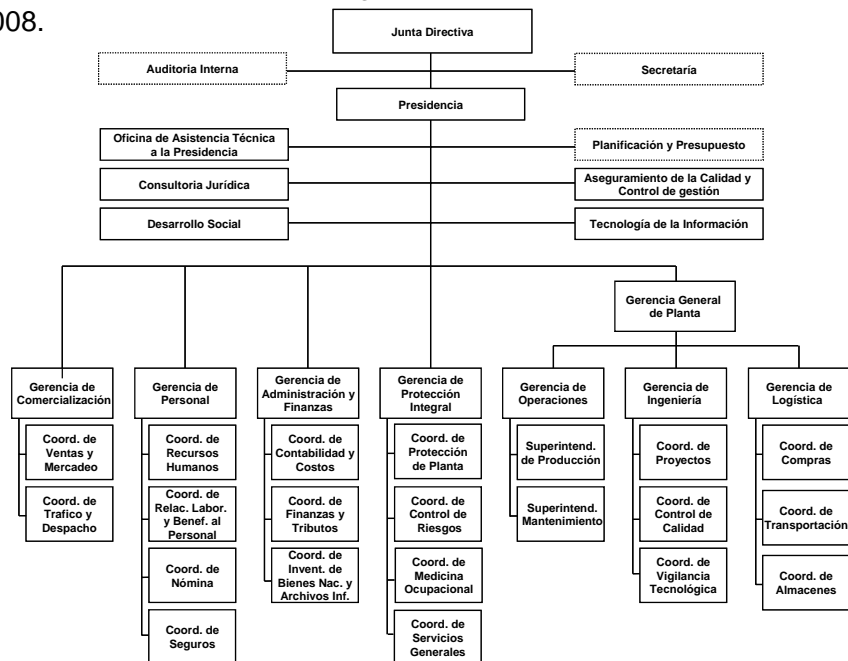 008.
Junta Directiva
Auditoria Interna
Secretaría
Presidencia
Oficina de Asistencia Técnica
a la Presidencia
Planificación y Presupuesto
Consultoria Jurídica
Aseguramiento de la Calidad y
Control de gestión
Desarrollo Social
Tecnología de la Información
Gerencia General
de Planta
Gerencia de
Comercialización
Gerencia de
Personal
Gerencia de
Administración y
Finanzas
Gerencia de
Protección
Integral
Gerencia de
Operaciones
Gerencia de
Ingeniería
Gerencia de
Logística
Coord. de
Ventas y
Mercadeo
Coord. de
Recursos
Humanos
Coord. de
Contabilidad y
Costos
Coord. de
Protección
de Planta
Superintend.
de Producción
Coord. de
Proyectos
Coord. de
Compras
Coord. de
Trafico y
Despacho
Coord. de
Relac. Labor.
y Benef. al
Personal
Coord. de
Finanzas y
Tributos
Coord. de
Control de
Riesgos
Superintend.
Mantenimiento
Coord. de
Control de
Calidad
Coord. de
Transportación
Coord. de
Nómina
Coord. de
Invent. de
Bienes Nac. y
Archivos Inf.
Coord. de
Medicina
Ocupacional
Coord. de
Vigilancia
Tecnológica
Coord. de
Almacenes
Coord. de
Seguros
Coord. de
Servicios
Generales